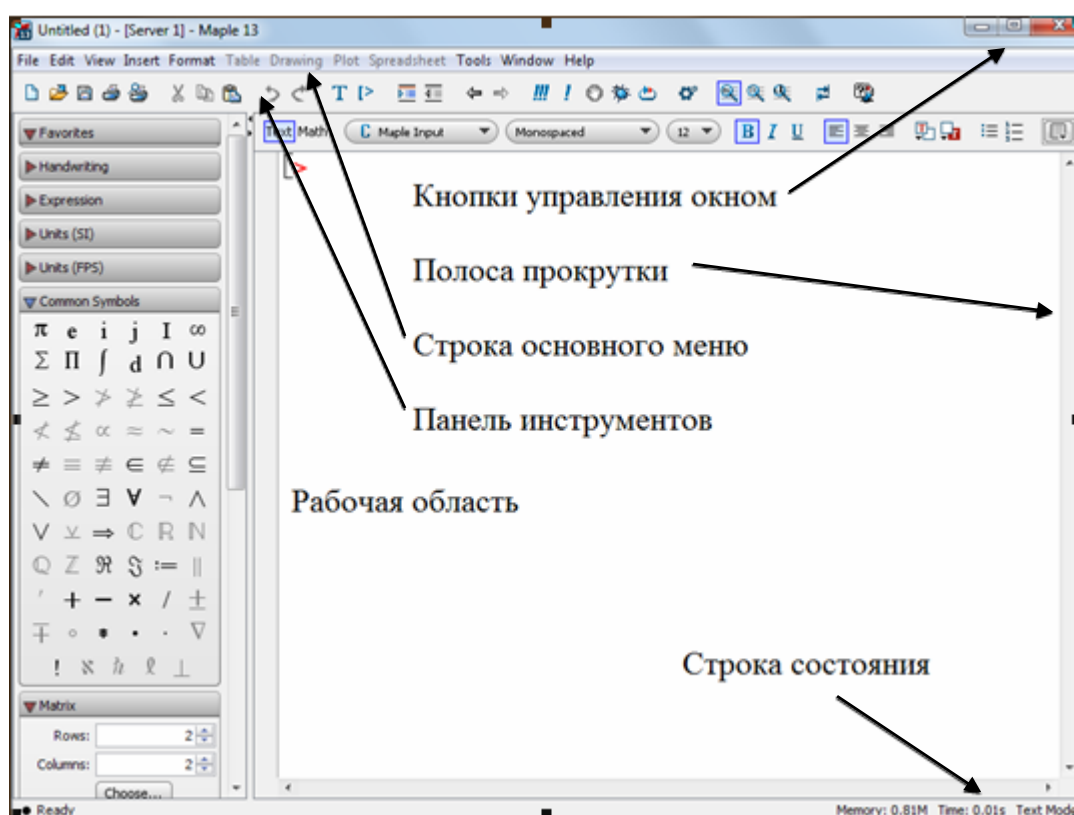 Untitled (1) - [Server 1] - Maple 13
File Edit View Insert Format Table Drawing Plot Spreadsheet Tools Window Help
Text Math C Maple Input Monospaced 12 B I U
Favorites
Handwriting
Expression
Units (SI)
Units (FPS)
Common Symbols
π e i j I ∞
Σ Π ∫ d ∩ ∪
≥ > ≯ ≱ ≤ <
≮ ≰ ∝ ≈ ~ =
≠ ≡ ≢ ∈ ∉ ⊆
\ ∅ ∃ ∀ ¬ ∧
∨ ⊻ ⇒ ℂ ℝ ℕ
ℚ ℤ ℜ ℑ := ∥
′ + − × / ±
∓ ∘ * • · ∇
! ℵ ℏ ℓ ⊥
Matrix
Rows: 2
Columns: 2
Choose...
Кнопки управления окном
Полоса прокрутки
Строка основного меню
Панель инструментов
Рабочая область
Строка состояния
Ready
Memory: 0.81M Time: 0.01s Text Mode